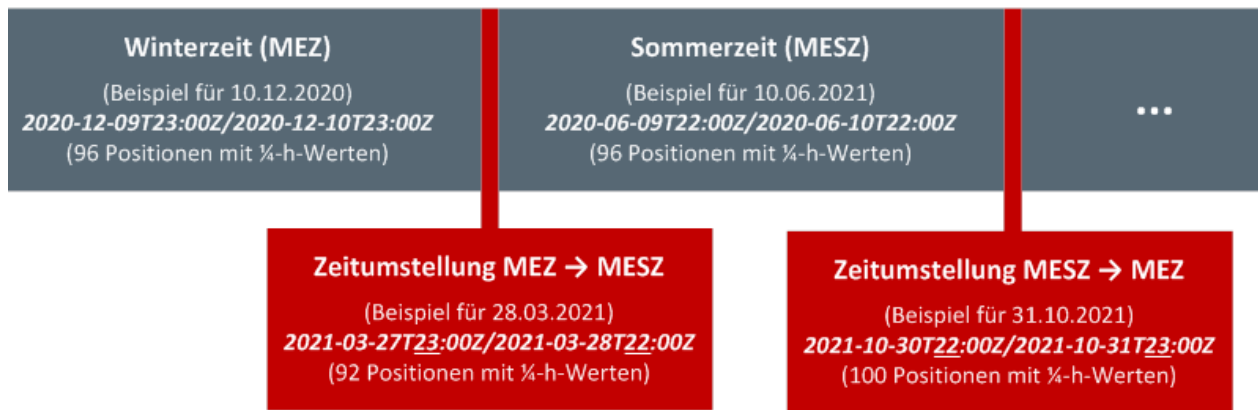 Winterzeit (MEZ)
(Beispiel für 10.12.2020)
2020-12-09T23:00Z/2020-12-10T23:00Z
(96 Positionen mit ¼-h-Werten)
Sommerzeit (MESZ)
(Beispiel für 10.06.2021)
2020-06-09T22:00Z/2020-06-10T22:00Z
(96 Positionen mit ¼-h-Werten)
...
Zeitumstellung MEZ → MESZ
(Beispiel für 28.03.2021)
2021-03-27T23:00Z/2021-03-28T22:00Z
(92 Positionen mit ¼-h-Werten)
Zeitumstellung MESZ → MEZ
(Beispiel für 31.10.2021)
2021-10-30T22:00Z/2021-10-31T23:00Z
(100 Positionen mit ¼-h-Werten)